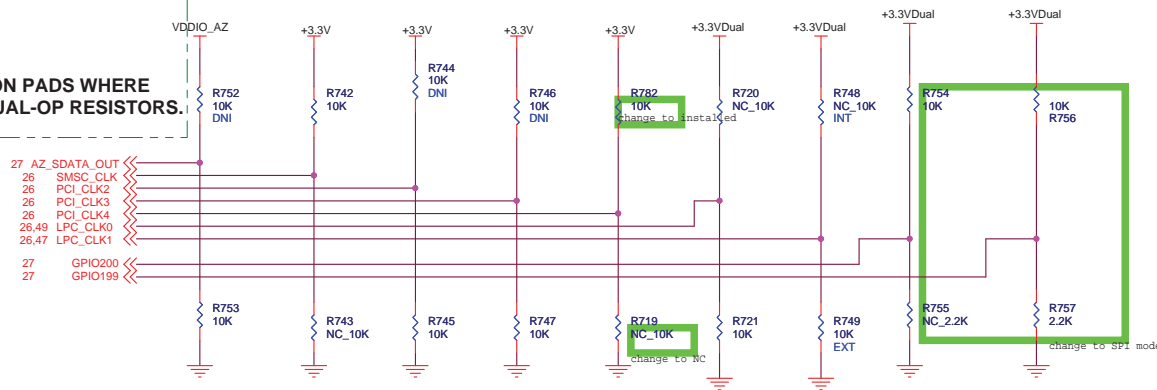 VDDIO_AZ +3.3V +3.3V +3.3V +3.3V +3.3VDual +3.3VDual +3.3VDual +3.3VDual
ON PADS WHERE
UAL-OP RESISTORS.
R752
10K
DNI
R742
10K
R744
10K
DNI
R746
10K
DNI
R782
10K
change to installed
R720
NC_10K
R748
NC_10K
INT
R754
10K
10K
R756
27 AZ_SDATA_OUT
26 SMSC_CLK
26 PCI_CLK2
26 PCI_CLK3
26 PCI_CLK4
26,49 LPC_CLK0
26,47 LPC_CLK1
27 GPIO200
27 GPIO199
R753
10K
R743
NC_10K
R745
10K
R747
10K
R719
NC_10K
change to NC
R721
10K
R749
10K
EXT
R755
NC_2.2K
R757
2.2K
change to SPI mode